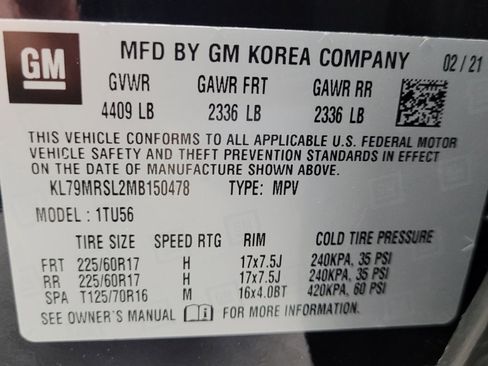 GM MFD BY GM KOREA COMPANY 02/21
GVWR GAWR FRT GAWR RR
4409 LB 2336 LB 2336 LB
THIS VEHICLE CONFORMS TO ALL APPLICABLE U.S. FEDERAL MOTOR
VEHICLE SAFETY AND THEFT PREVENTION STANDARDS IN EFFECT
ON THE DATE OF MANUFACTURE SHOWN ABOVE.
KL79MRSL2MB150478 TYPE: MPV
MODEL : 1TU56
TIRE SIZE SPEED RTG RIM COLD TIRE PRESSURE
FRT 225/60R17 H 17x7.5J 240KPA, 35 PSI
RR 225/60R17 H 17x7.5J 240KPA, 35 PSI
SPA T125/70R16 M 16x4.0BT 420KPA, 60 PSI
SEE OWNER'S MANUAL FOR MORE INFORMATION.